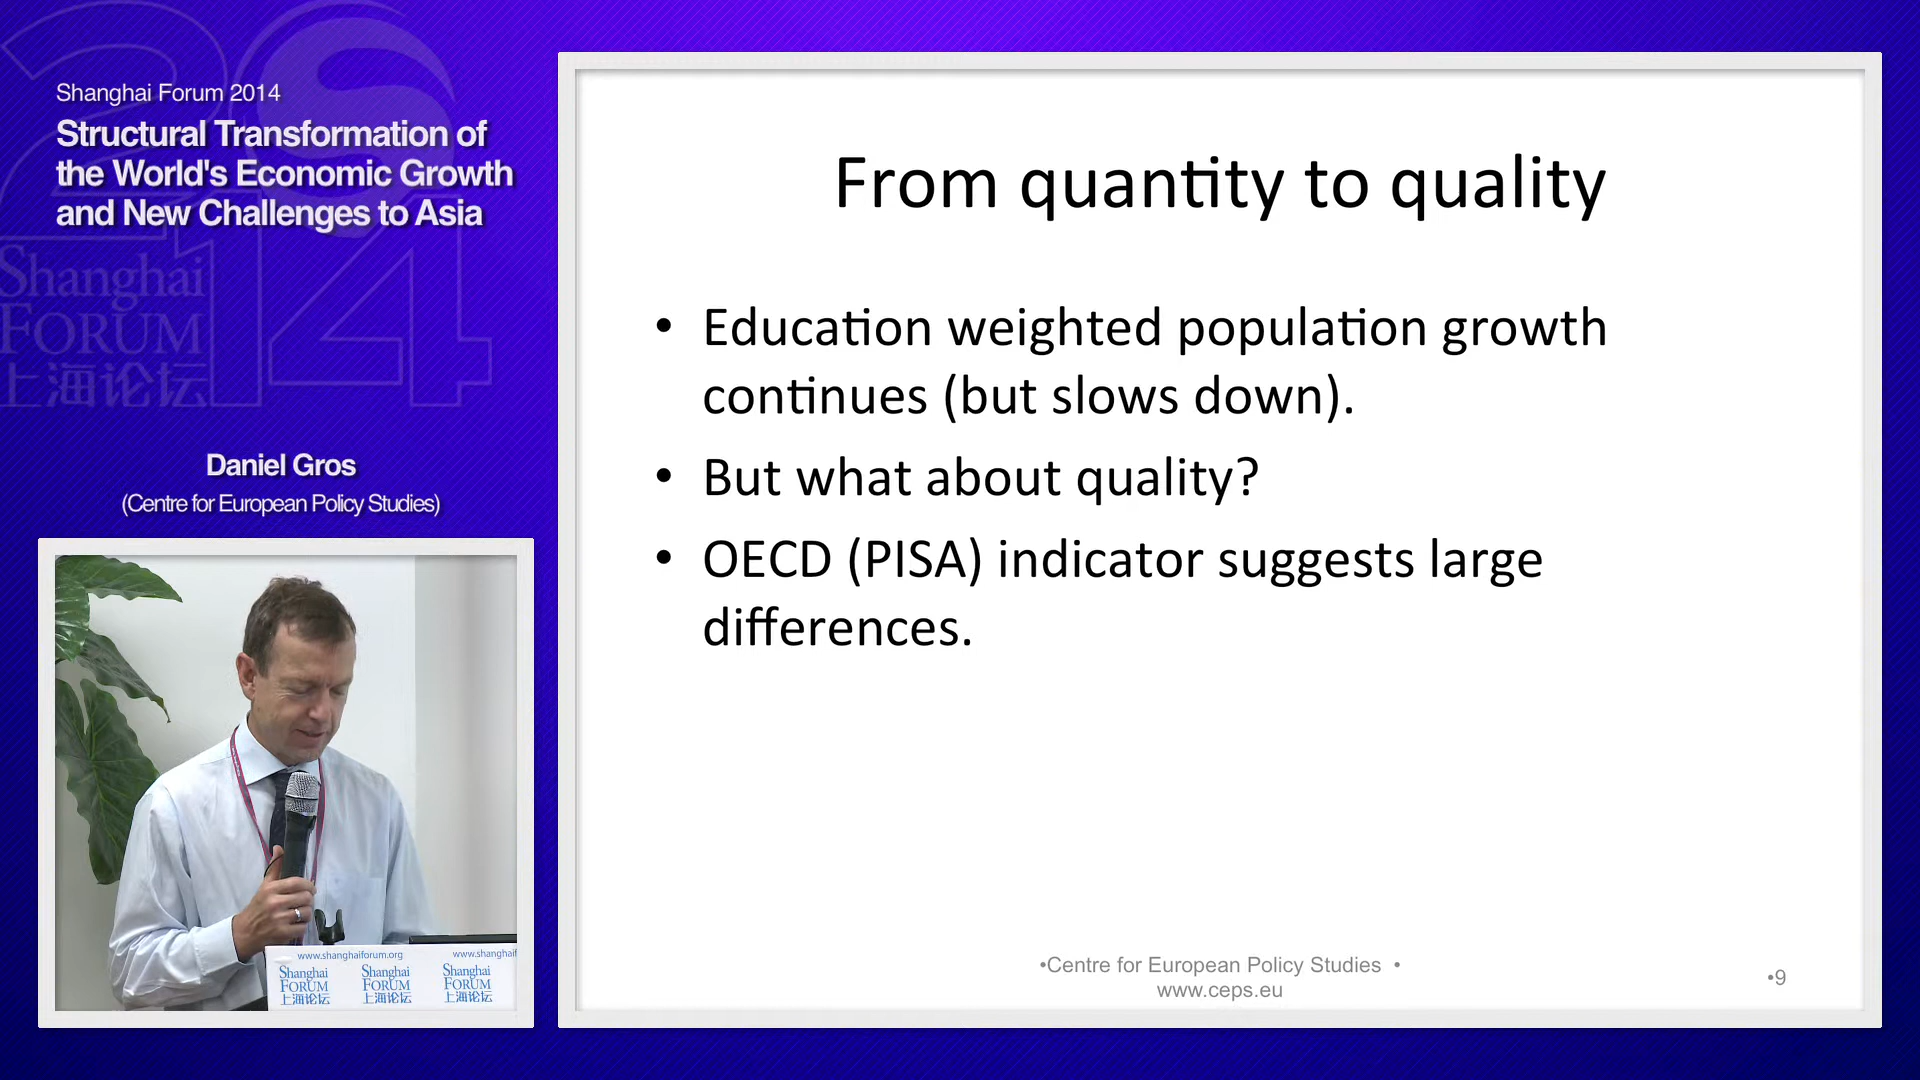 Shanghai Forum 2014
Structural Transformation of
the World's Economic Growth
and New Challenges to Asia
2014
Shanghai
FORUM
上海论坛
Daniel Gros
(Centre for European Policy Studies)
www.shanghaiforum.org
www.shanghaif
Shanghai
FORUM
上海论坛
Shanghai
FORUM
上海论坛
Shanghai
FORUM
上海论坛
From quantity to quality
• Education weighted population growth
continues (but slows down).
• But what about quality?
• OECD (PISA) indicator suggests large
differences.
•Centre for European Policy Studies •
www.ceps.eu
•9